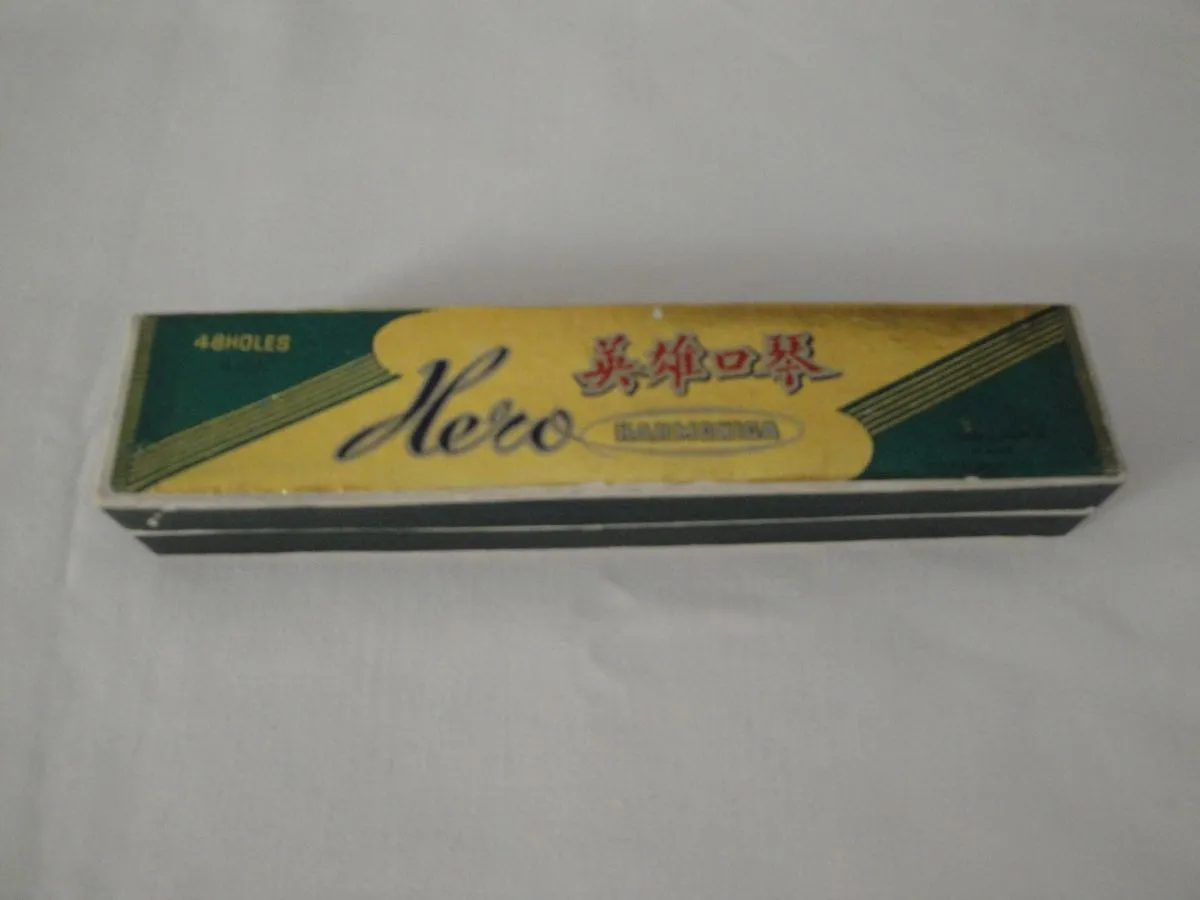 48HOLES
英雄口琴
Hero HARMONICA